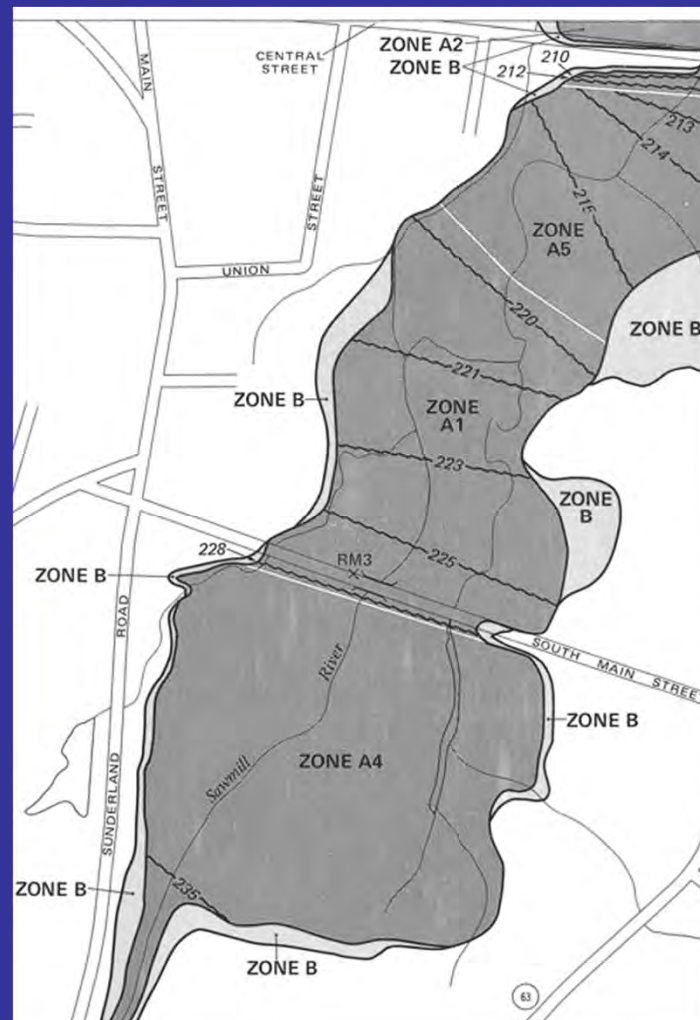 ZONE A2
CENTRAL
STREET
ZONE B
210
212
MAIN
STREET
213
214
215
STREET
ZONE
A5
UNION
220
ZONE B
221
ZONE B
ZONE
A1
223
ZONE
B
228
225
RM3
ZONE B
ROAD
SOUTH MAIN STREE
River
ZONE B
ZONE A4
Sawmill
SUNDERLAND
235
ZONE B
ZONE B
63